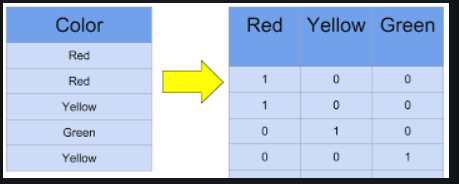 Color
Red
Red
Yellow
Green
Yellow
Red Yellow Green
1 0 0
1 0 0
0 1 0
0 0 1